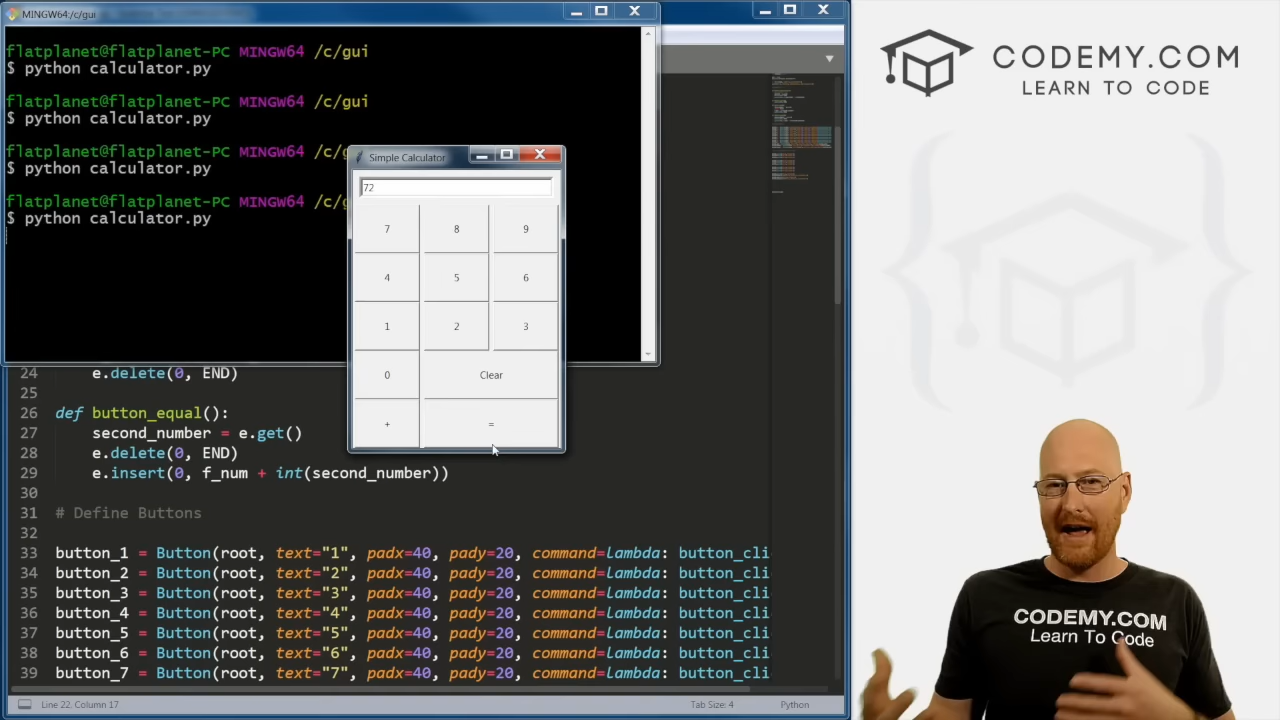 MINGW64:/c/gui
flatplanet@flatplanet-PC MINGW64 /c/gui
$ python calculator.py
flatplanet@flatplanet-PC MINGW64 /c/gui
$ python calculator.py
flatplanet@flatplanet-PC MINGW64 /c/g
$ python calculator.py
flatplanet@flatplanet-PC MINGW64 /c/g
$ python calculator.py
Simple Calculator
72
7 8 9
4 5 6
1 2 3
0 Clear
+ =
24 e.delete(0, END)
25
26 def button_equal():
27 second_number = e.get()
28 e.delete(0, END)
29 e.insert(0, f_num + int(second_number))
30
31 # Define Buttons
32
33 button_1 = Button(root, text="1", padx=40, pady=20, command=lambda: button_cli
34 button_2 = Button(root, text="2", padx=40, pady=20, command=lambda: button_cli
35 button_3 = Button(root, text="3", padx=40, pady=20, command=lambda: button_cli
36 button_4 = Button(root, text="4", padx=40, pady=20, command=lambda: button_cli
37 button_5 = Button(root, text="5", padx=40, pady=20, command=lambda: button_cli
38 button_6 = Button(root, text="6", padx=40, pady=20, command=lambda: button_cli
39 button_7 = Button(root, text="7", padx=40, pady=20, command=lambda: button_cli
Line 22, Column 17
Tab Size: 4
Python
CODEMY.COM
LEARN TO CODE
CODEMY.COM
Learn To Code